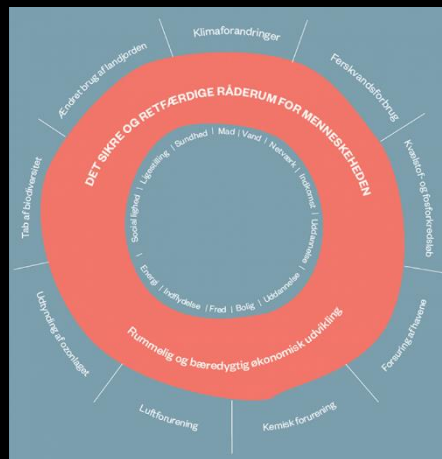 Klimaforandringer
Ferskvandsforbrug
Kvælstof- og fosforkredsløb
Forsuring af havene
Kemisk forurening
Luftforurening
Udtynding af ozonlaget
Tab af biodiversitet
Ændret brug af landjorden
DET SIKRE OG RETFÆRDIGE RÅDERUM FOR MENNESKEHEDEN
Mad | Vand | Netværk | Indkomst | Uddannelse | Uddannelse | Bolig | Fred | Indflydelse | Energi | Social lighed | Ligestilling | Sundhed |
Rummelig og bæredygtig økonomisk udvikling